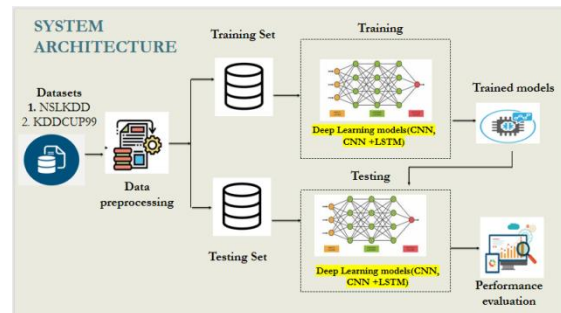 SYSTEM
ARCHITECTURE
Datasets
1. NSLKDD
2. KDDCUP99
Data
preprocessing
Training Set
Testing Set
Training
Deep Learning models(CNN,
CNN +LSTM)
Trained models
Testing
Deep Learning models(CNN,
CNN +LSTM)
Performance
evaluation